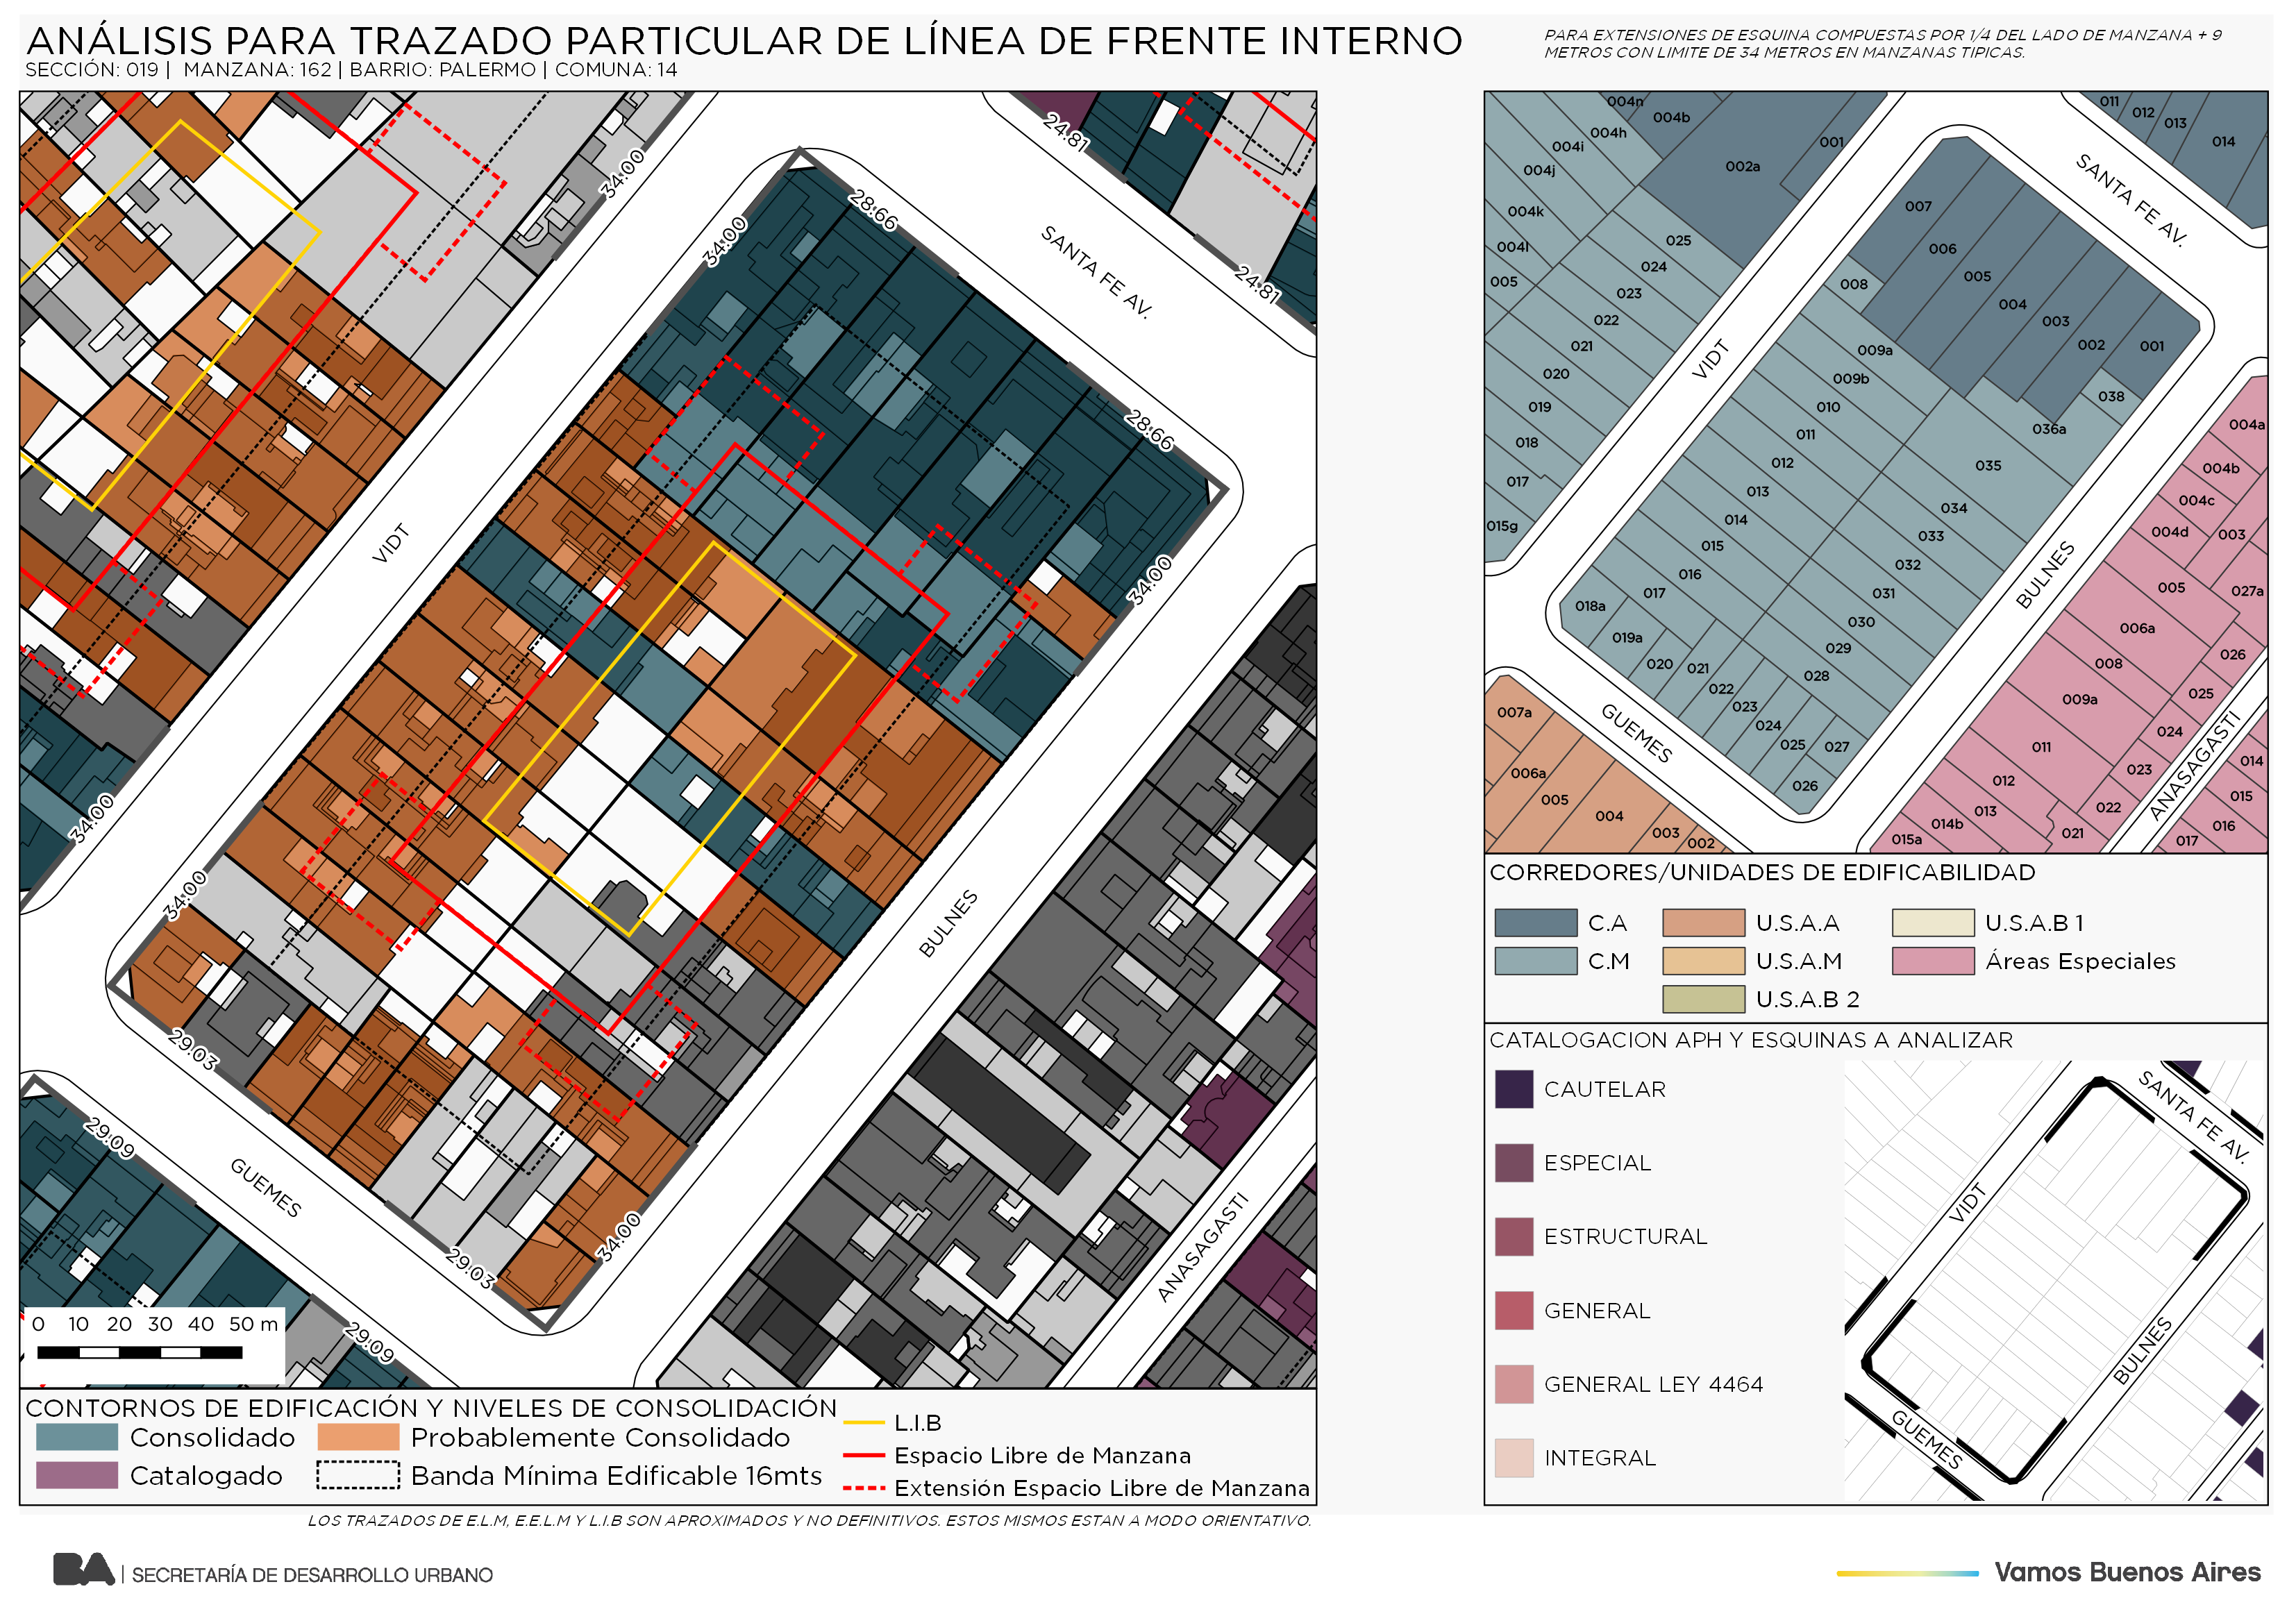 ANÁLISIS PARA TRAZADO PARTICULAR DE LÍNEA DE FRENTE INTERNO
SECCIÓN: 019 | MANZANA: 162 | BARRIO: PALERMO | COMUNA: 14
PARA EXTENSIONES DE ESQUINA COMPUESTAS POR 1/4 DEL LADO DE MANZANA + 9
METROS CON LIMITE DE 34 METROS EN MANZANAS TIPICAS.
24.81
34.00
28.66
34.00
SANTA FE AV.
24.81
28.66
VIDT
34.00
34.00
34.00
BULNES
29.03
29.09
GUEMES
29.03
34.00
ANASAGASTI
29.09
0 10 20 30 40 50 m
CONTORNOS DE EDIFICACIÓN Y NIVELES DE CONSOLIDACIÓN
Consolidado
Probablemente Consolidado
Catalogado
Banda Mínima Edificable 16mts
L.I.B
Espacio Libre de Manzana
Extensión Espacio Libre de Manzana
LOS TRAZADOS DE E.L.M, E.E.L.M Y L.I.B SON APROXIMADOS Y NO DEFINITIVOS. ESTOS MISMOS ESTAN A MODO ORIENTATIVO.
004n
004b
004h
004i
004j
004k
004l
005
001
002a
025
024
023
022
021
020
019
018
017
015g
011
012
013
014
SANTA FE AV.
VIDT
007
006
005
004
003
002
001
008
009a
009b
010
011
012
013
014
015
016
017
018a
019a
020
021
022
023
024
025
026
027
028
029
030
031
032
033
034
035
036a
038
BULNES
GUEMES
007a
006a
005
004
003
002
004a
004b
004c
004d
003
005
027a
006a
008
026
009a
025
024
011
023
012
022
013
014b
021
015a
ANASAGASTI
014
015
016
017
CORREDORES/UNIDADES DE EDIFICABILIDAD
C.A
U.S.A.A
U.S.A.B 1
C.M
U.S.A.M
Áreas Especiales
U.S.A.B 2
CATALOGACION APH Y ESQUINAS A ANALIZAR
CAUTELAR
ESPECIAL
ESTRUCTURAL
GENERAL
GENERAL LEY 4464
INTEGRAL
SANTA FE AV.
VIDT
BULNES
GUEMES
BA | SECRETARÍA DE DESARROLLO URBANO
Vamos Buenos Aires